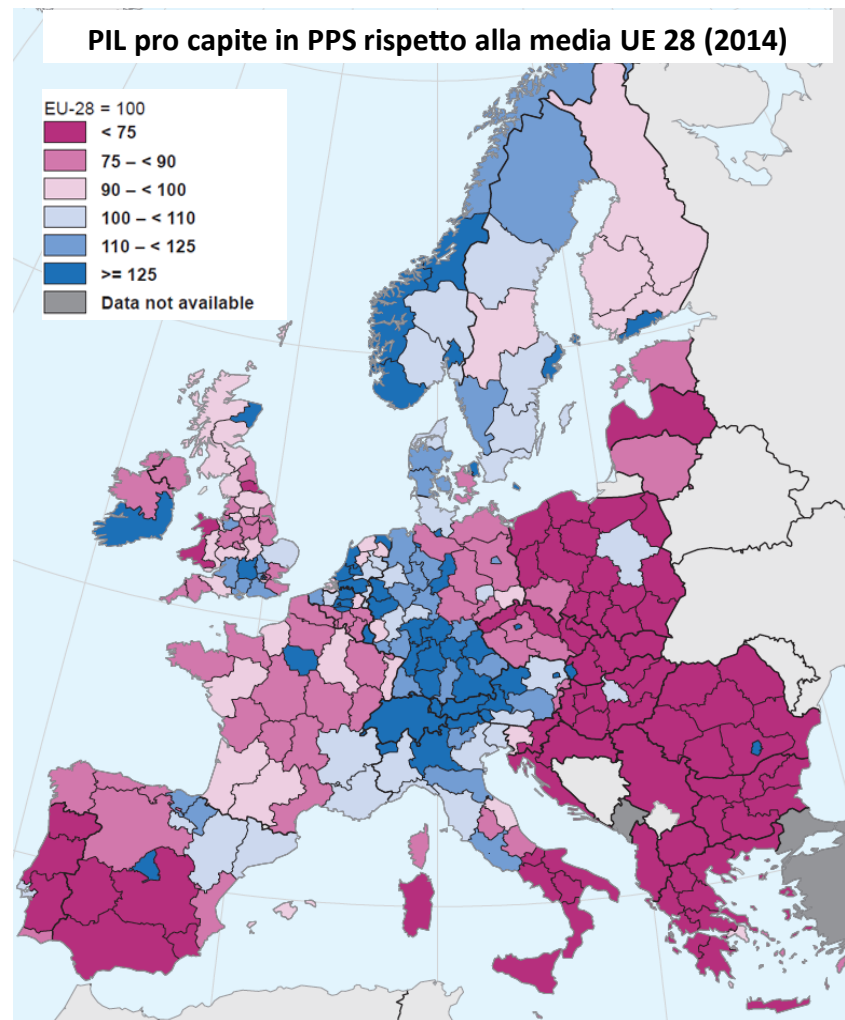 PIL pro capite in PPS rispetto alla media UE 28 (2014)
EU-28 = 100
< 75
75 – < 90
90 – < 100
100 – < 110
110 – < 125
>= 125
Data not available